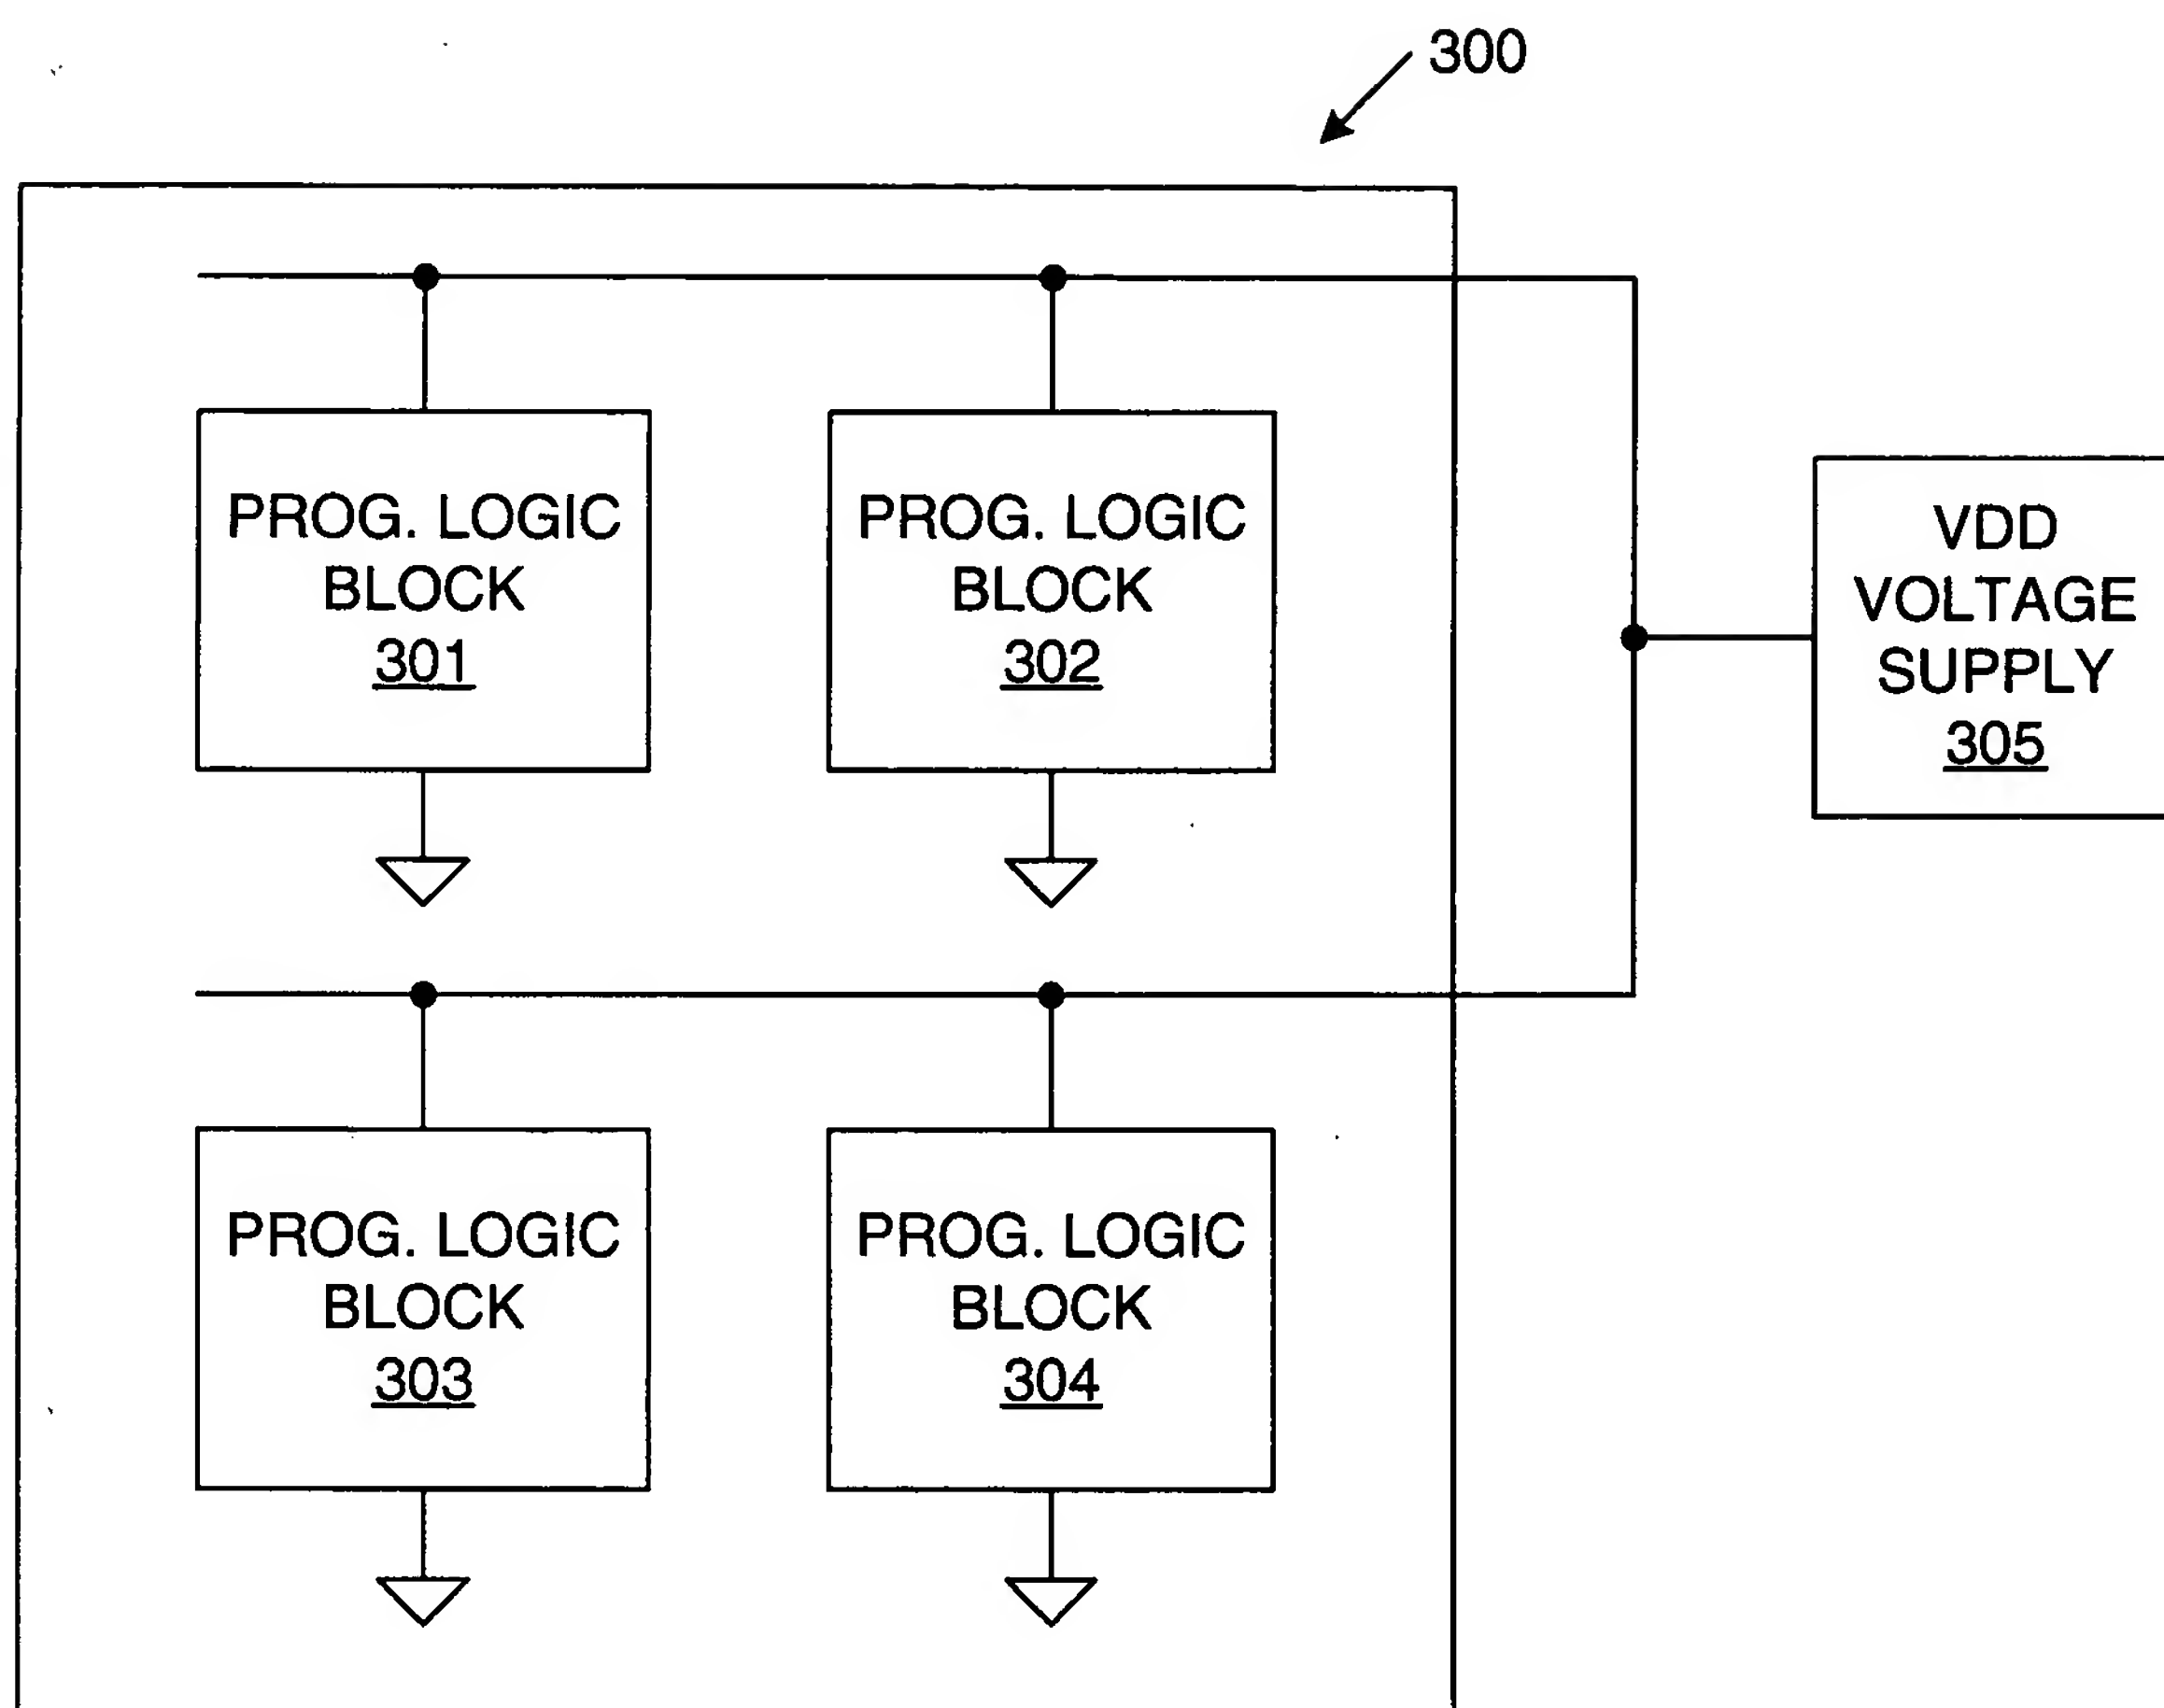 300
PROG. LOGIC
BLOCK
301
PROG. LOGIC
BLOCK
302
VDD
VOLTAGE
SUPPLY
305
PROG. LOGIC
BLOCK
303
PROG. LOGIC
BLOCK
304